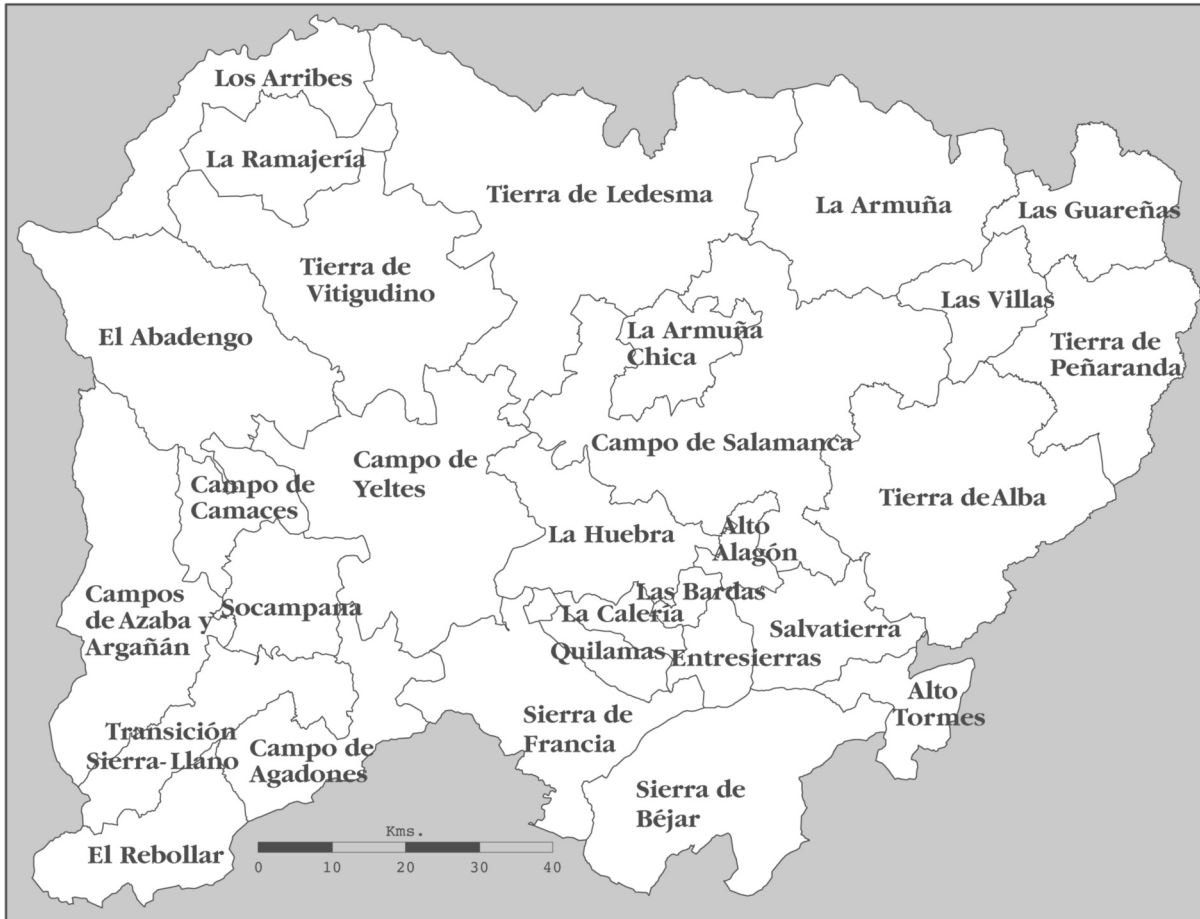 Los Arribes
La Ramajería
Tierra de Ledesma
La Armuña
Las Guareñas
Tierra de
Vitigudino
El Abadengo
La Armuña
Chica
Las Villas
Tierra de
Peñaranda
Campo de Salamanca
Campo de
Yeltes
Campo de
Camaces
Tierra de Alba
La Huebra
Alto
Alagón
Campos
de Azaba y
Argañán
Socampana
Las Bardas
La Calería
Salvatierra
Quilamas
Entresierras
Alto
Tormes
Transición
Sierra-Llano
Campo de
Agadones
Sierra de
Francia
Sierra de
Béjar
El Rebollar
Kms.
0 10 20 30 40